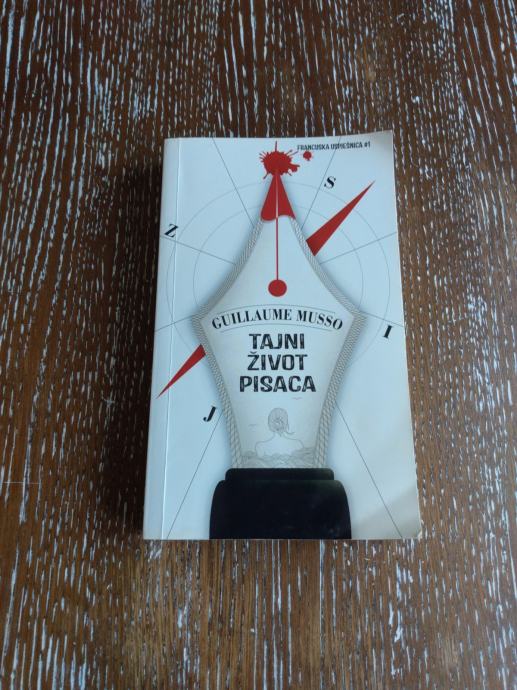 FRANCUSKA USPJEŠNICA #1
S
Z
GUILLAUME MUSSO
I
TAJNI
ŽIVOT
PISACA
J